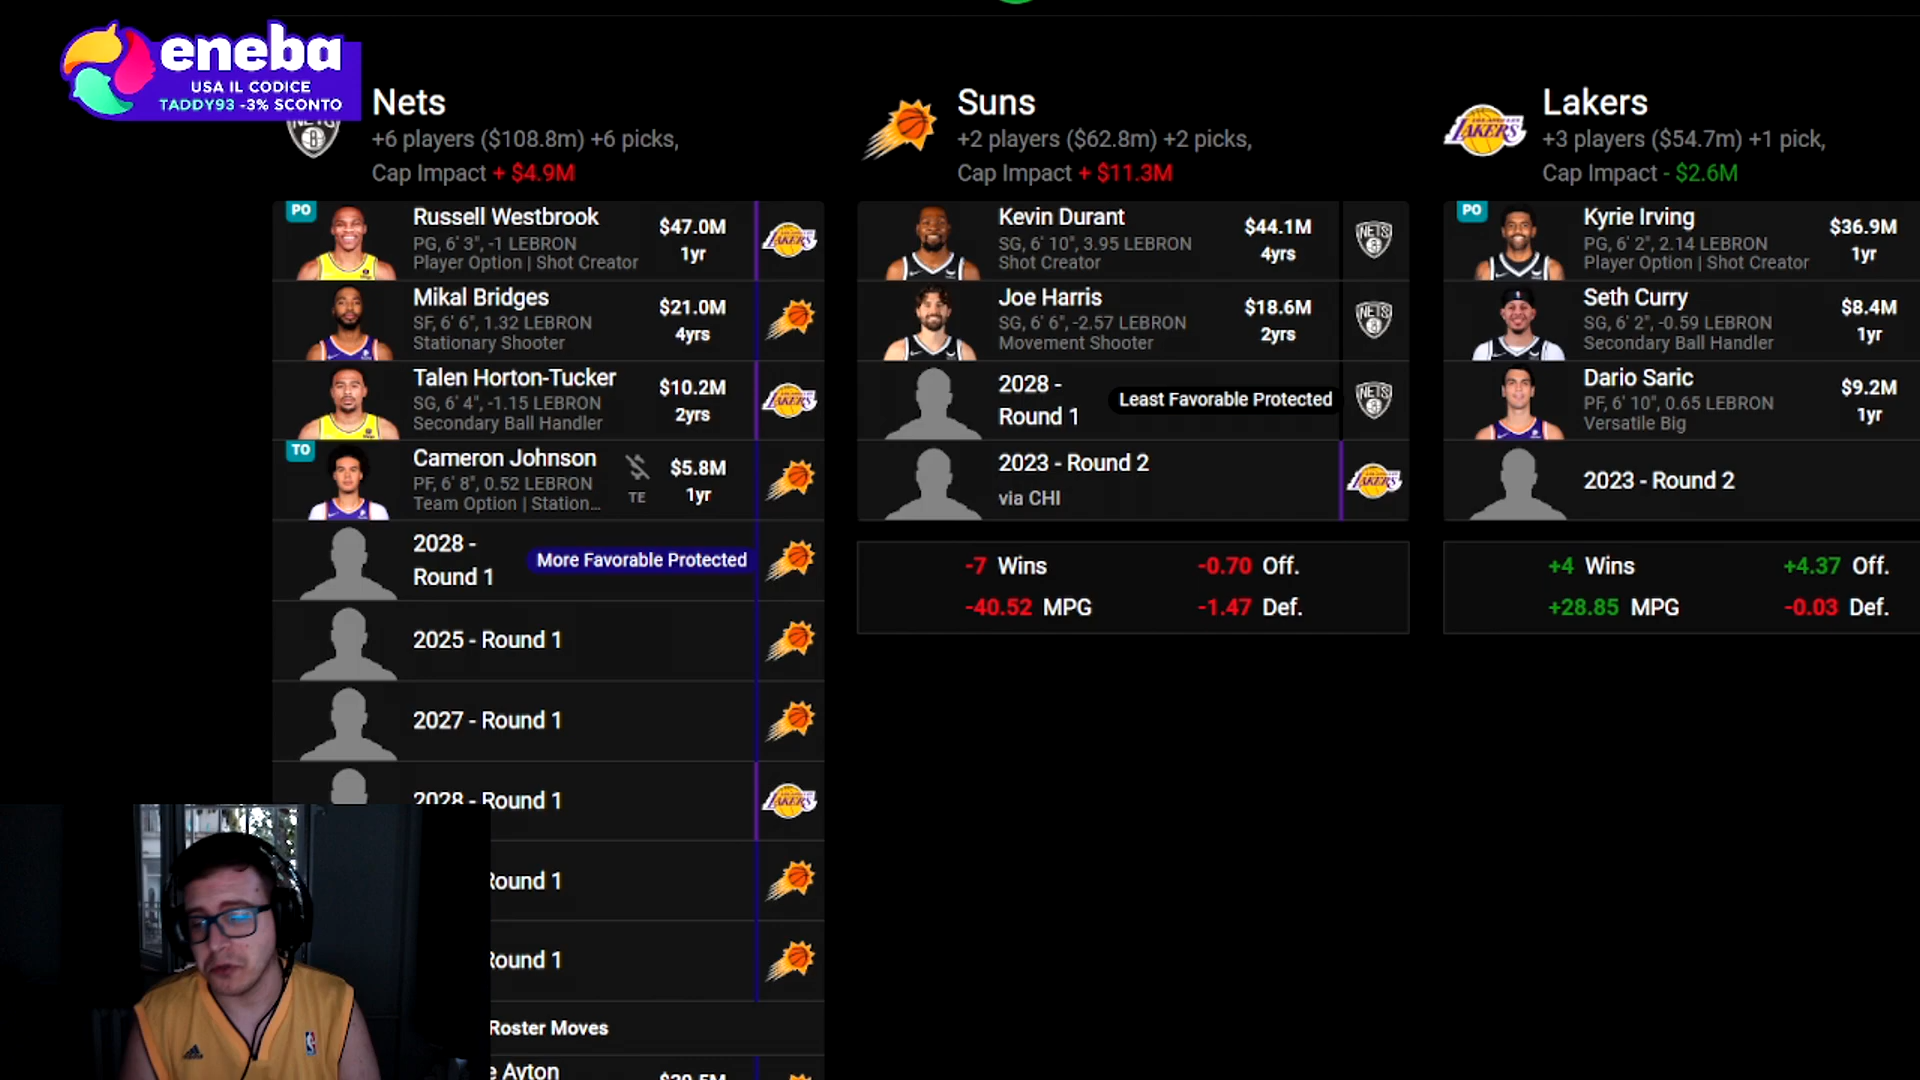 eneba
USA IL CODICE
TADDY93 -3% SCONTO
Nets
+6 players ($108.8m) +6 picks,
Cap Impact + $4.9M
PO
Russell Westbrook
PG, 6' 3", -1 LEBRON
Player Option | Shot Creator
$47.0M
1yr
LAKERS
Mikal Bridges
SF, 6' 6", 1.32 LEBRON
Stationary Shooter
$21.0M
4yrs
Talen Horton-Tucker
SG, 6' 4", -1.15 LEBRON
Secondary Ball Handler
$10.2M
2yrs
LAKERS
TO
Cameron Johnson
PF, 6' 8", 0.52 LEBRON
Team Option | Station...
TE
$5.8M
1yr
2028 -
Round 1
More Favorable Protected
2025 - Round 1
2027 - Round 1
2028 - Round 1
LAKERS
Round 1
Round 1
Roster Moves
e Ayton
Suns
+2 players ($62.8m) +2 picks,
Cap Impact + $11.3M
Kevin Durant
SG, 6' 10", 3.95 LEBRON
Shot Creator
$44.1M
4yrs
NETS
B
Joe Harris
SG, 6' 6", -2.57 LEBRON
Movement Shooter
$18.6M
2yrs
NETS
B
2028 -
Round 1
Least Favorable Protected
NETS
B
2023 - Round 2
via CHI
LAKERS
-7 Wins
-0.70 Off.
-40.52 MPG
-1.47 Def.
LAKERS
Lakers
+3 players ($54.7m) +1 pick,
Cap Impact - $2.6M
PO
Kyrie Irving
PG, 6' 2", 2.14 LEBRON
Player Option | Shot Creator
$36.9M
1yr
Seth Curry
SG, 6' 2", -0.59 LEBRON
Secondary Ball Handler
$8.4M
1yr
Dario Saric
PF, 6' 10", 0.65 LEBRON
Versatile Big
$9.2M
1yr
2023 - Round 2
+4 Wins
+4.37 Off.
+28.85 MPG
-0.03 Def.